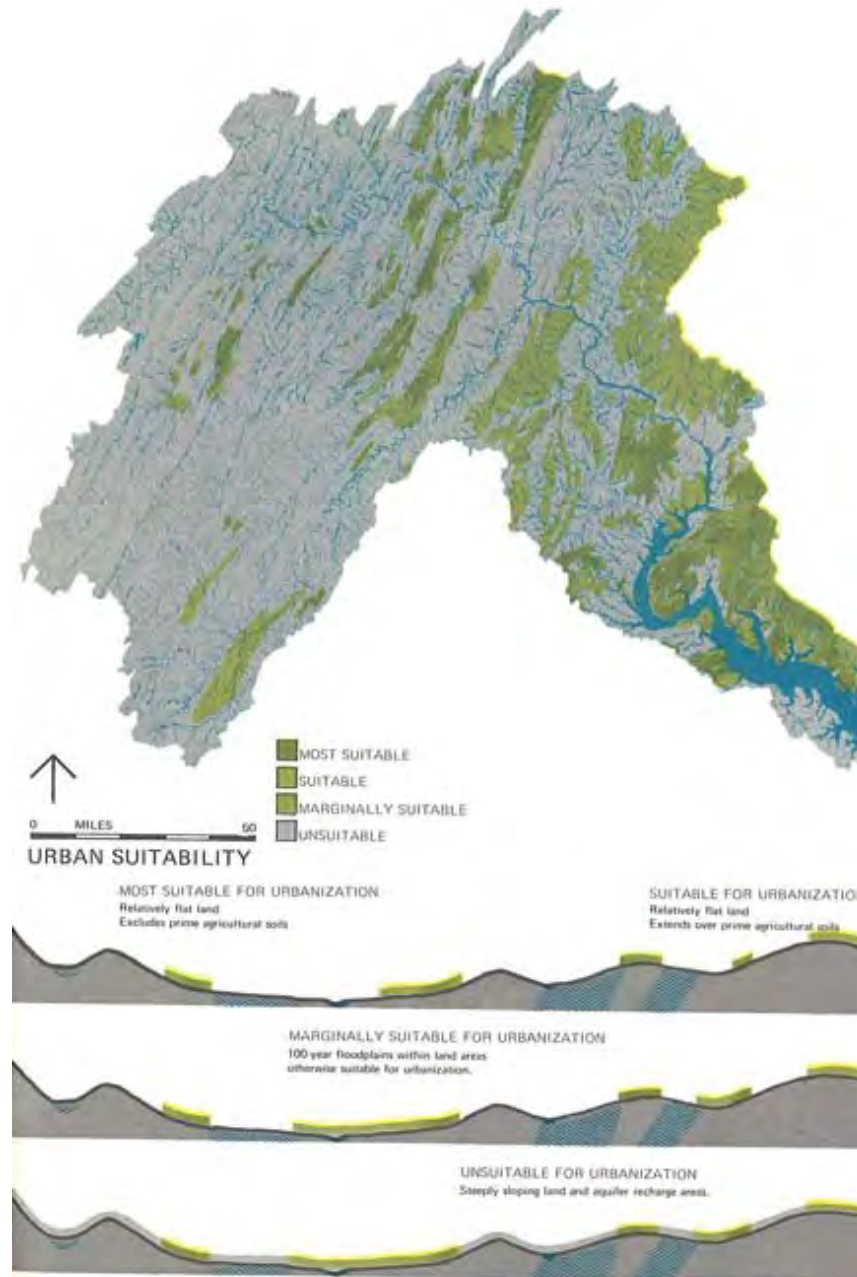 MOST SUITABLE
SUITABLE
MARGINALLY SUITABLE
UNSUITABLE
0 MILES 50
URBAN SUITABILITY
MOST SUITABLE FOR URBANIZATION
Relatively flat land
Excludes prime agricultural soils
SUITABLE FOR URBANIZATIO
Relatively flat land
Extends over prime agricultural soils
MARGINALLY SUITABLE FOR URBANIZATION
100-year floodplains within land areas
otherwise suitable for urbanization.
UNSUITABLE FOR URBANIZATION
Steeply sloping land and aquifer recharge areas.